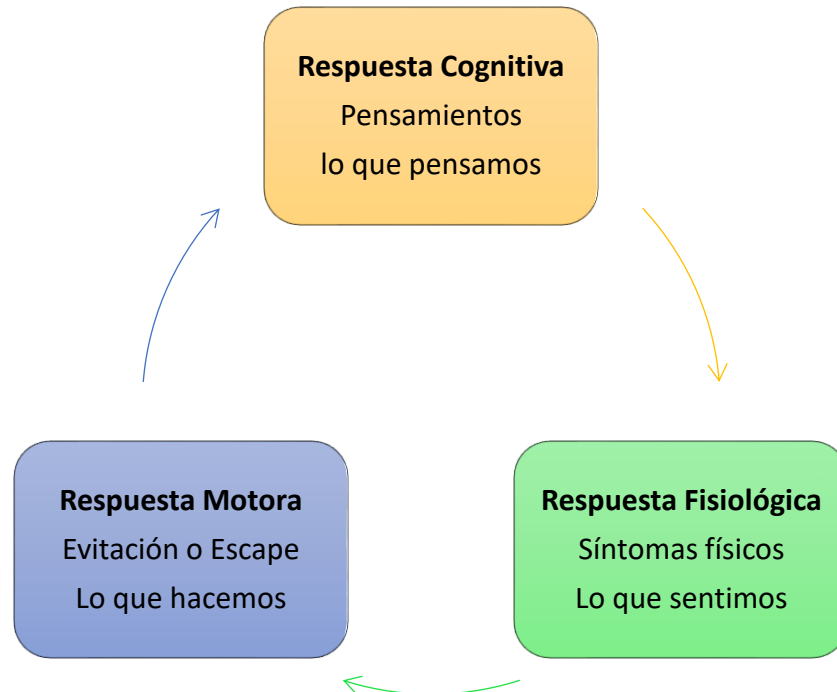 Respuesta Cognitiva
Pensamientos
lo que pensamos
Respuesta Motora
Evitación o Escape
Lo que hacemos
Respuesta Fisiológica
Síntomas físicos
Lo que sentimos